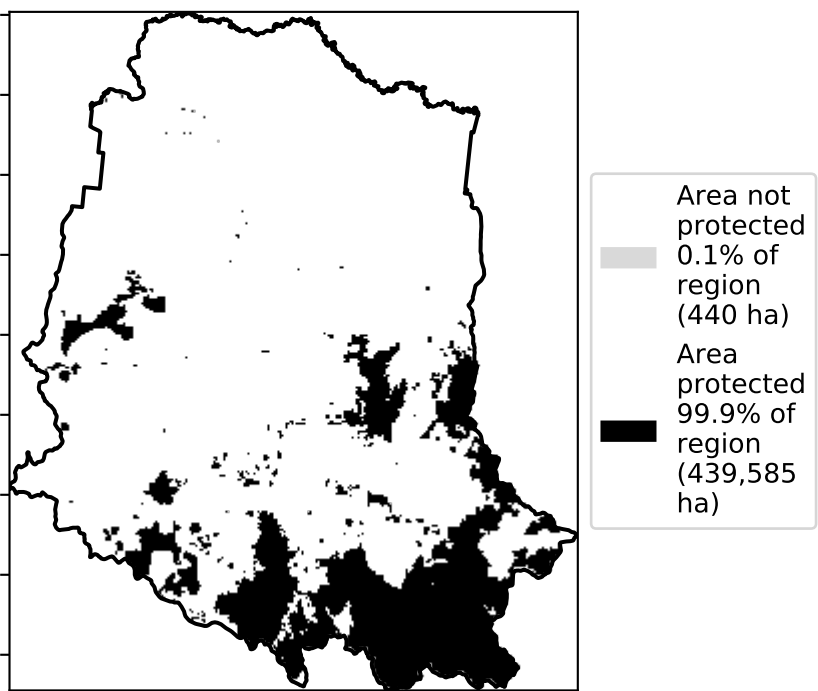 Area not
protected
0.1% of
region
(440 ha)
Area
protected
99.9% of
region
(439,585
ha)